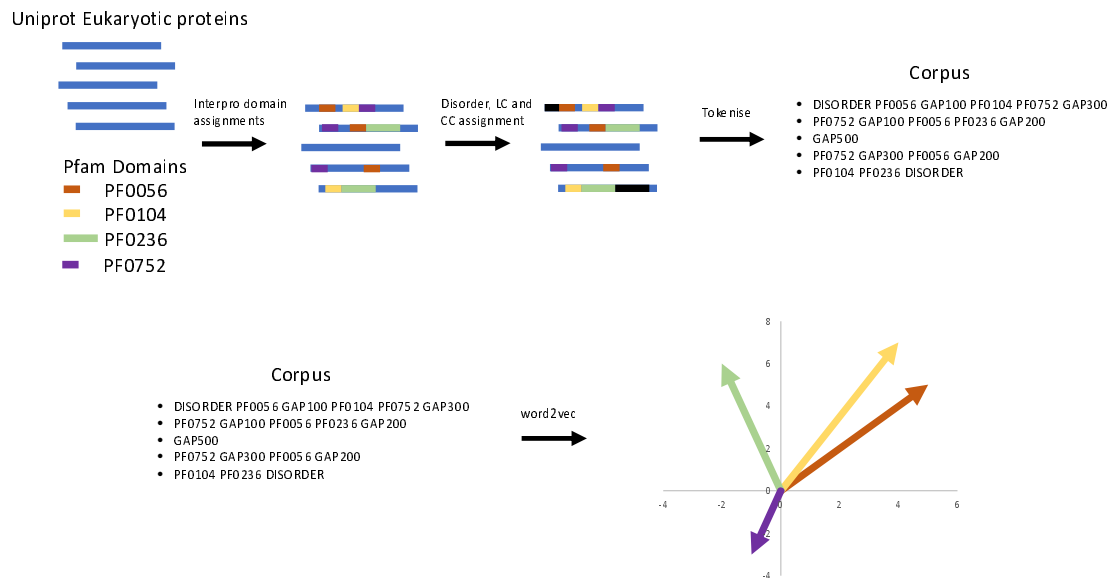 Uniprot Eukaryotic proteins
Interpro domain
assignments
Disorder, LC and
CC assignment
Tokenise
Corpus
• DISORDER PF0056 GAP100 PF0104 PF0752 GAP300
• PF0752 GAP100 PF0056 PF0236 GAP200
• GAP500
• PF0752 GAP300 PF0056 GAP200
• PF0104 PF0236 DISORDER
Pfam Domains
PF0056
PF0104
PF0236
PF0752
Corpus
• DISORDER PF0056 GAP100 PF0104 PF0752 GAP300
• PF0752 GAP100 PF0056 PF0236 GAP200
• GAP500
• PF0752 GAP300 PF0056 GAP200
• PF0104 PF0236 DISORDER
word2vec
8
6
4
2
0
-4 -2 0 2 4 6
-2
-4